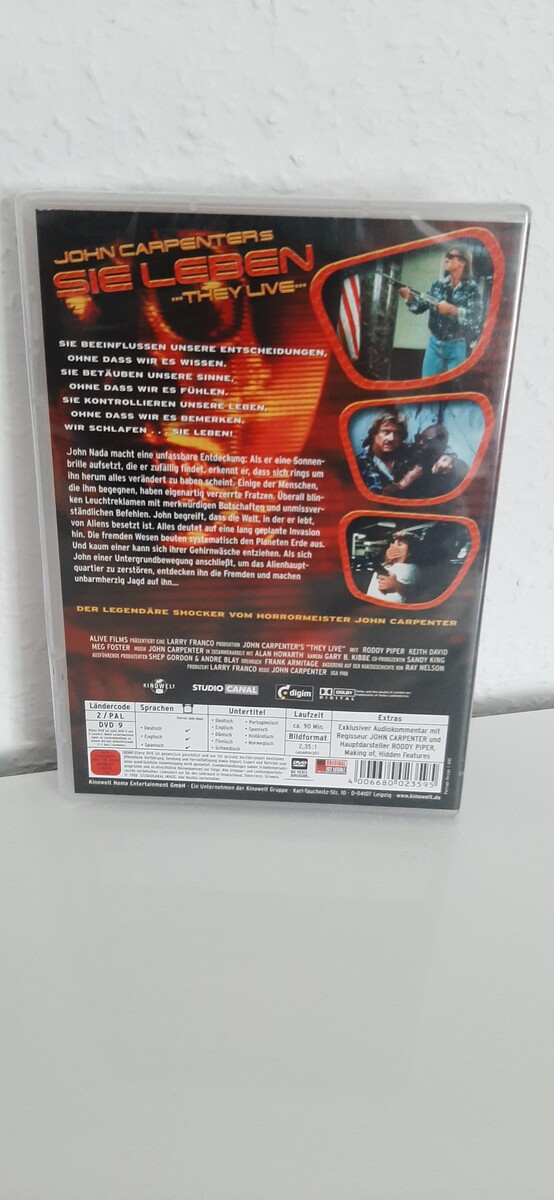 JOHN CARPENTERS
SIE LEBEN
...THEY LIVE...
SIE BEEINFLUSSEN UNSERE ENTSCHEIDUNGEN,
OHNE DASS WIR ES WISSEN.
SIE BETÄUBEN UNSERE SINNE,
OHNE DASS WIR ES FÜHLEN.
SIE KONTROLLIEREN UNSERE LEBEN,
OHNE DASS WIR ES BEMERKEN.
WIR SCHLAFEN . . . SIE LEBEN!
John Nada macht eine unfassbare Entdeckung: Als er eine Sonnen-
brille aufsetzt, die er zufällig findet, erkennt er, dass sich rings um
ihn herum alles verändert zu haben scheint. Einige der Menschen,
die ihm begegnen, haben eigenartig verzerrte Fratzen. Überall blin-
ken Leuchtreklamen mit merkwürdigen Botschaften und unmissver-
ständlichen Befehlen. John begreift, dass die Welt, in der er lebt,
von Aliens besetzt ist. Alles deutet auf eine lang geplante Invasion
hin. Die fremden Wesen beuten systematisch den Planeten Erde aus.
Und kaum einer kann sich ihrer Gehirnwäsche entziehen. Als sich
John einer Untergrundbewegung anschließt, um das Alienhaupt-
quartier zu zerstören, entdecken ihn die Fremden und machen
unbarmherzig Jagd auf ihn...
DER LEGENDÄRE SHOCKER VOM HORRORMEISTER JOHN CARPENTER
ALIVE FILMS PRÄSENTIERT EINE LARRY FRANCO PRODUKTION JOHN CARPENTER'S "THEY LIVE" MIT RODDY PIPER KEITH DAVID
MEG FOSTER MUSIK JOHN CARPENTER IN ZUSAMMENARBEIT MIT ALAN HOWARTH KAMERA GARY B. KIBBE CO-PRODUZENTIN SANDY KING
AUSFÜHRENDE PRODUZENTEN SHEP GORDON & ANDRE BLAY DREHBUCH FRANK ARMITAGE BASIEREND AUF DER KURZGESCHICHTE VON RAY NELSON
PRODUZENT LARRY FRANCO REGIE JOHN CARPENTER USA 1988
KINOWELT
STUDIO CANAL
digim
DOLBY
DIGITAL
Ländercode
2 / PAL
DVD 9
Sprachen
• Deutsch
• Englisch
• Spanisch
Untertitel
• Deutsch
• Englisch
• Dänisch
• Finnisch
• Schwedisch
• Portugiesisch
• Spanisch
• Holländisch
• Norwegisch
Laufzeit
ca. 90 Min.
Bildformat
2,35:1
(anamorph)
Extras
Exklusiver Audiokommentar mit
Regisseur JOHN CARPENTER und
Hauptdarsteller RODDY PIPER,
Making of, Hidden Features
DVD
4 006680 023595
Kinowelt Home Entertainment GmbH · Ein Unternehmen der Kinowelt Gruppe · Karl-Tauchnitz-Str. 10 · D-04107 Leipzig · www.kinowelt.de